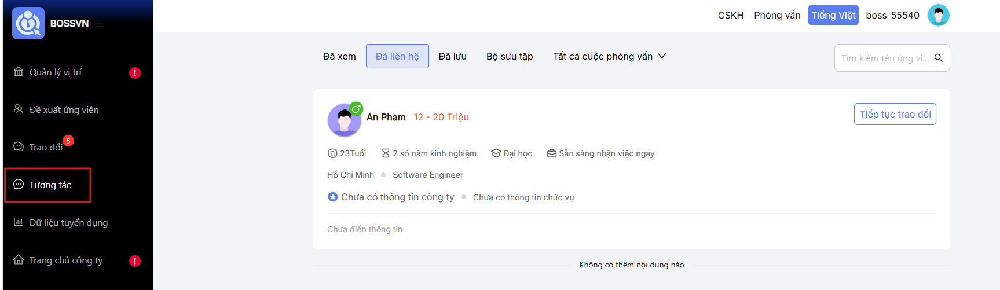 BOSSVN
CSKH Phỏng vấn Tiếng Việt boss_55540
Quản lý vị trí !
Đề xuất ứng viên
Trao đổi 5
Tương tác
Dữ liệu tuyển dụng
Trang chủ công ty !
Đã xem Đã liên hệ Đã lưu Bộ sưu tập Tất cả cuộc phỏng vấn
Tìm kiếm tên ứng vi...
An Pham 12 - 20 Triệu
Tiếp tục trao đổi
23Tuổi 2 số năm kinh nghiệm Đại học Sẵn sàng nhận việc ngay
Hồ Chí Minh Software Engineer
Chưa có thông tin công ty Chưa có thông tin chức vụ
Chưa điền thông tin
Không có thêm nội dung nào